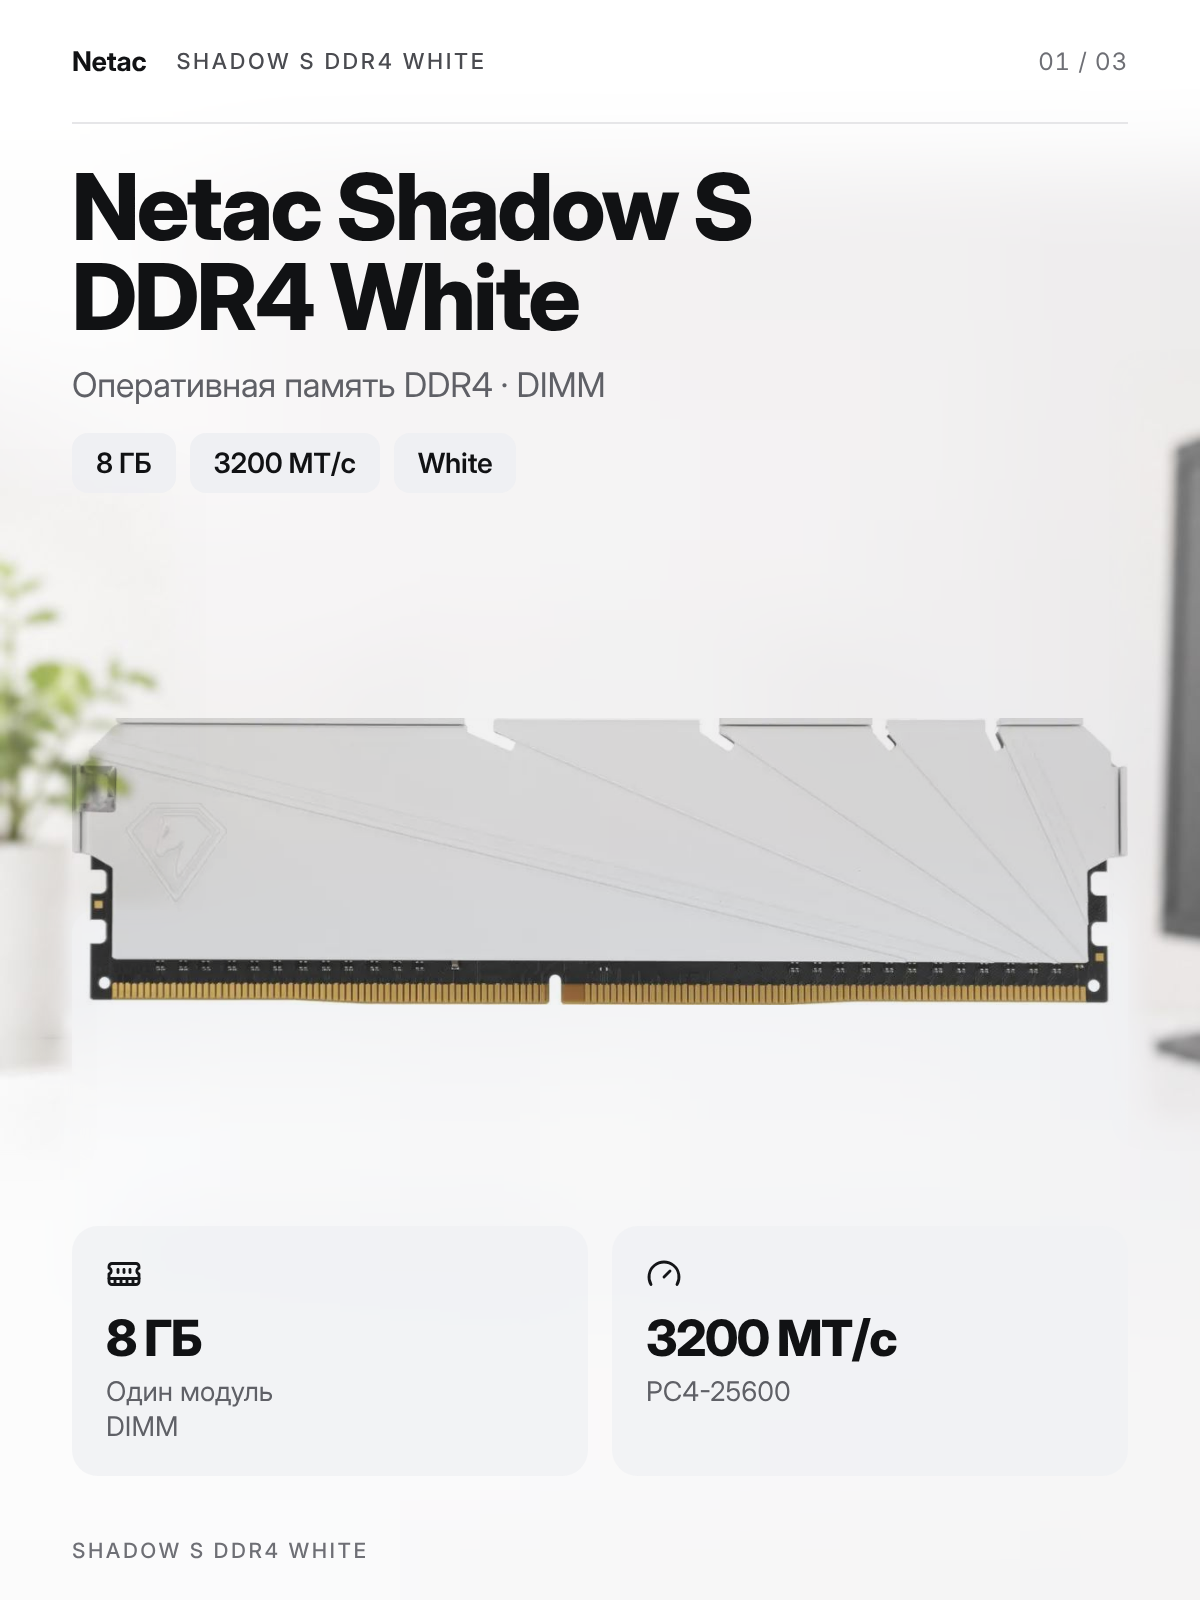 Netac SHADOW S DDR4 WHITE 01 / 03
Netac Shadow S
DDR4 White
Оперативная память DDR4 · DIMM
8 ГБ 3200 МТ/с White
8 ГБ
Один модуль
DIMM
3200 МТ/с
PC4-25600
SHADOW S DDR4 WHITE